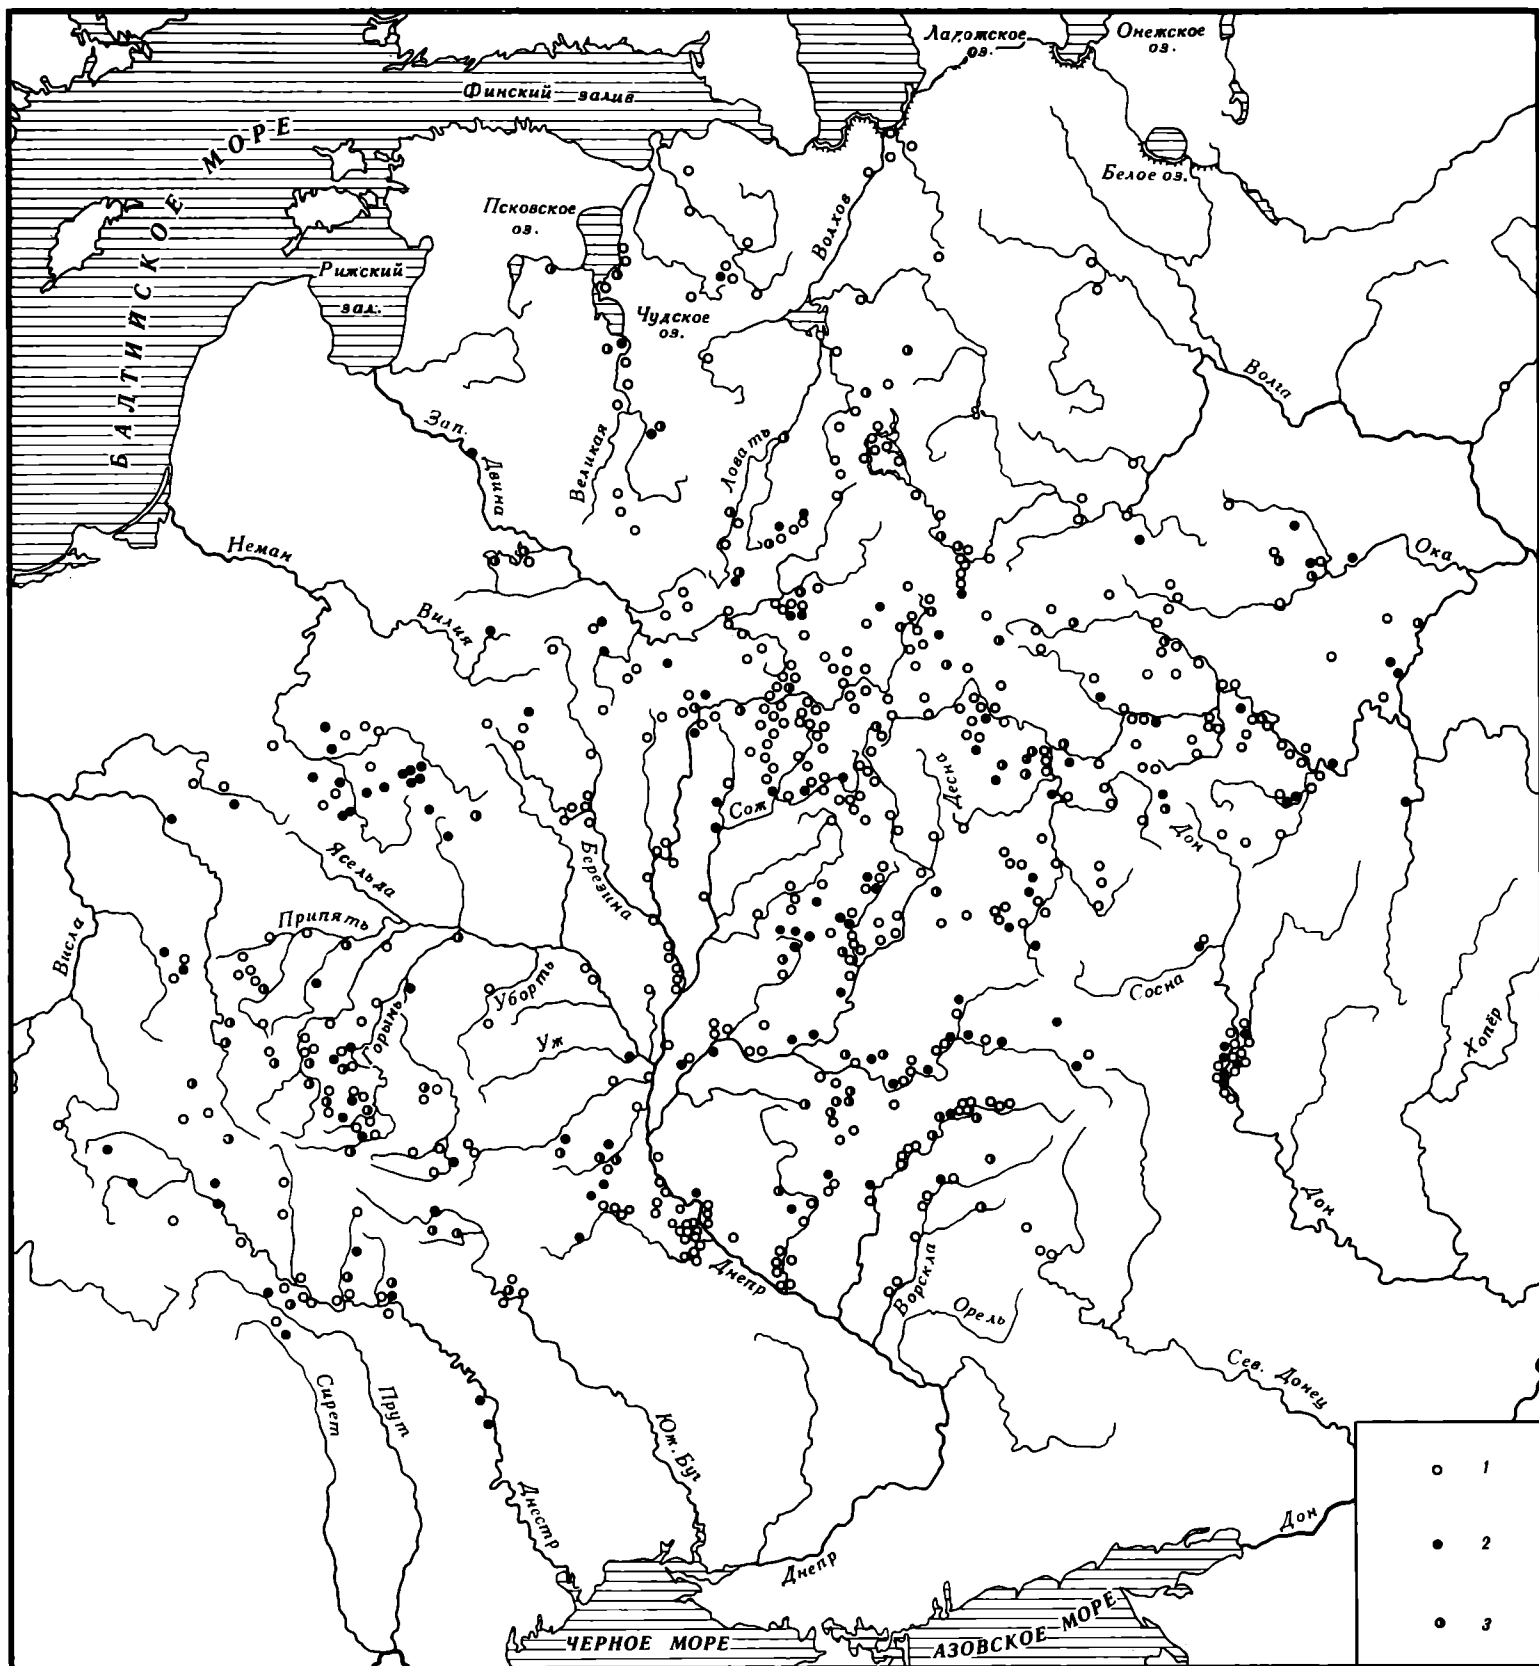 Ладожское
оз.
Онежское
оз.
Финский залив
БАЛТИЙСКОЕ МОРЕ
Белое оз.
Псковское
оз.
Волхов
Рижский
зал.
Чудское
оз.
Волга
Зап. Двина
Великая
Ловать
Неман
Ока
Вилия
Десна
Сож
Дон
Березина
Ясельда
Припять
Висла
Горынь
Уборть
Уж
Сосна
Хопёр
Дон
Днепр
Ворскла
Орель
Сев. Донец
Сирет
Прут
Юж. Буг
Днестр
Днепр
Дон
ЧЕРНОЕ МОРЕ
АЗОВСКОЕ МОРЕ
1
2
3